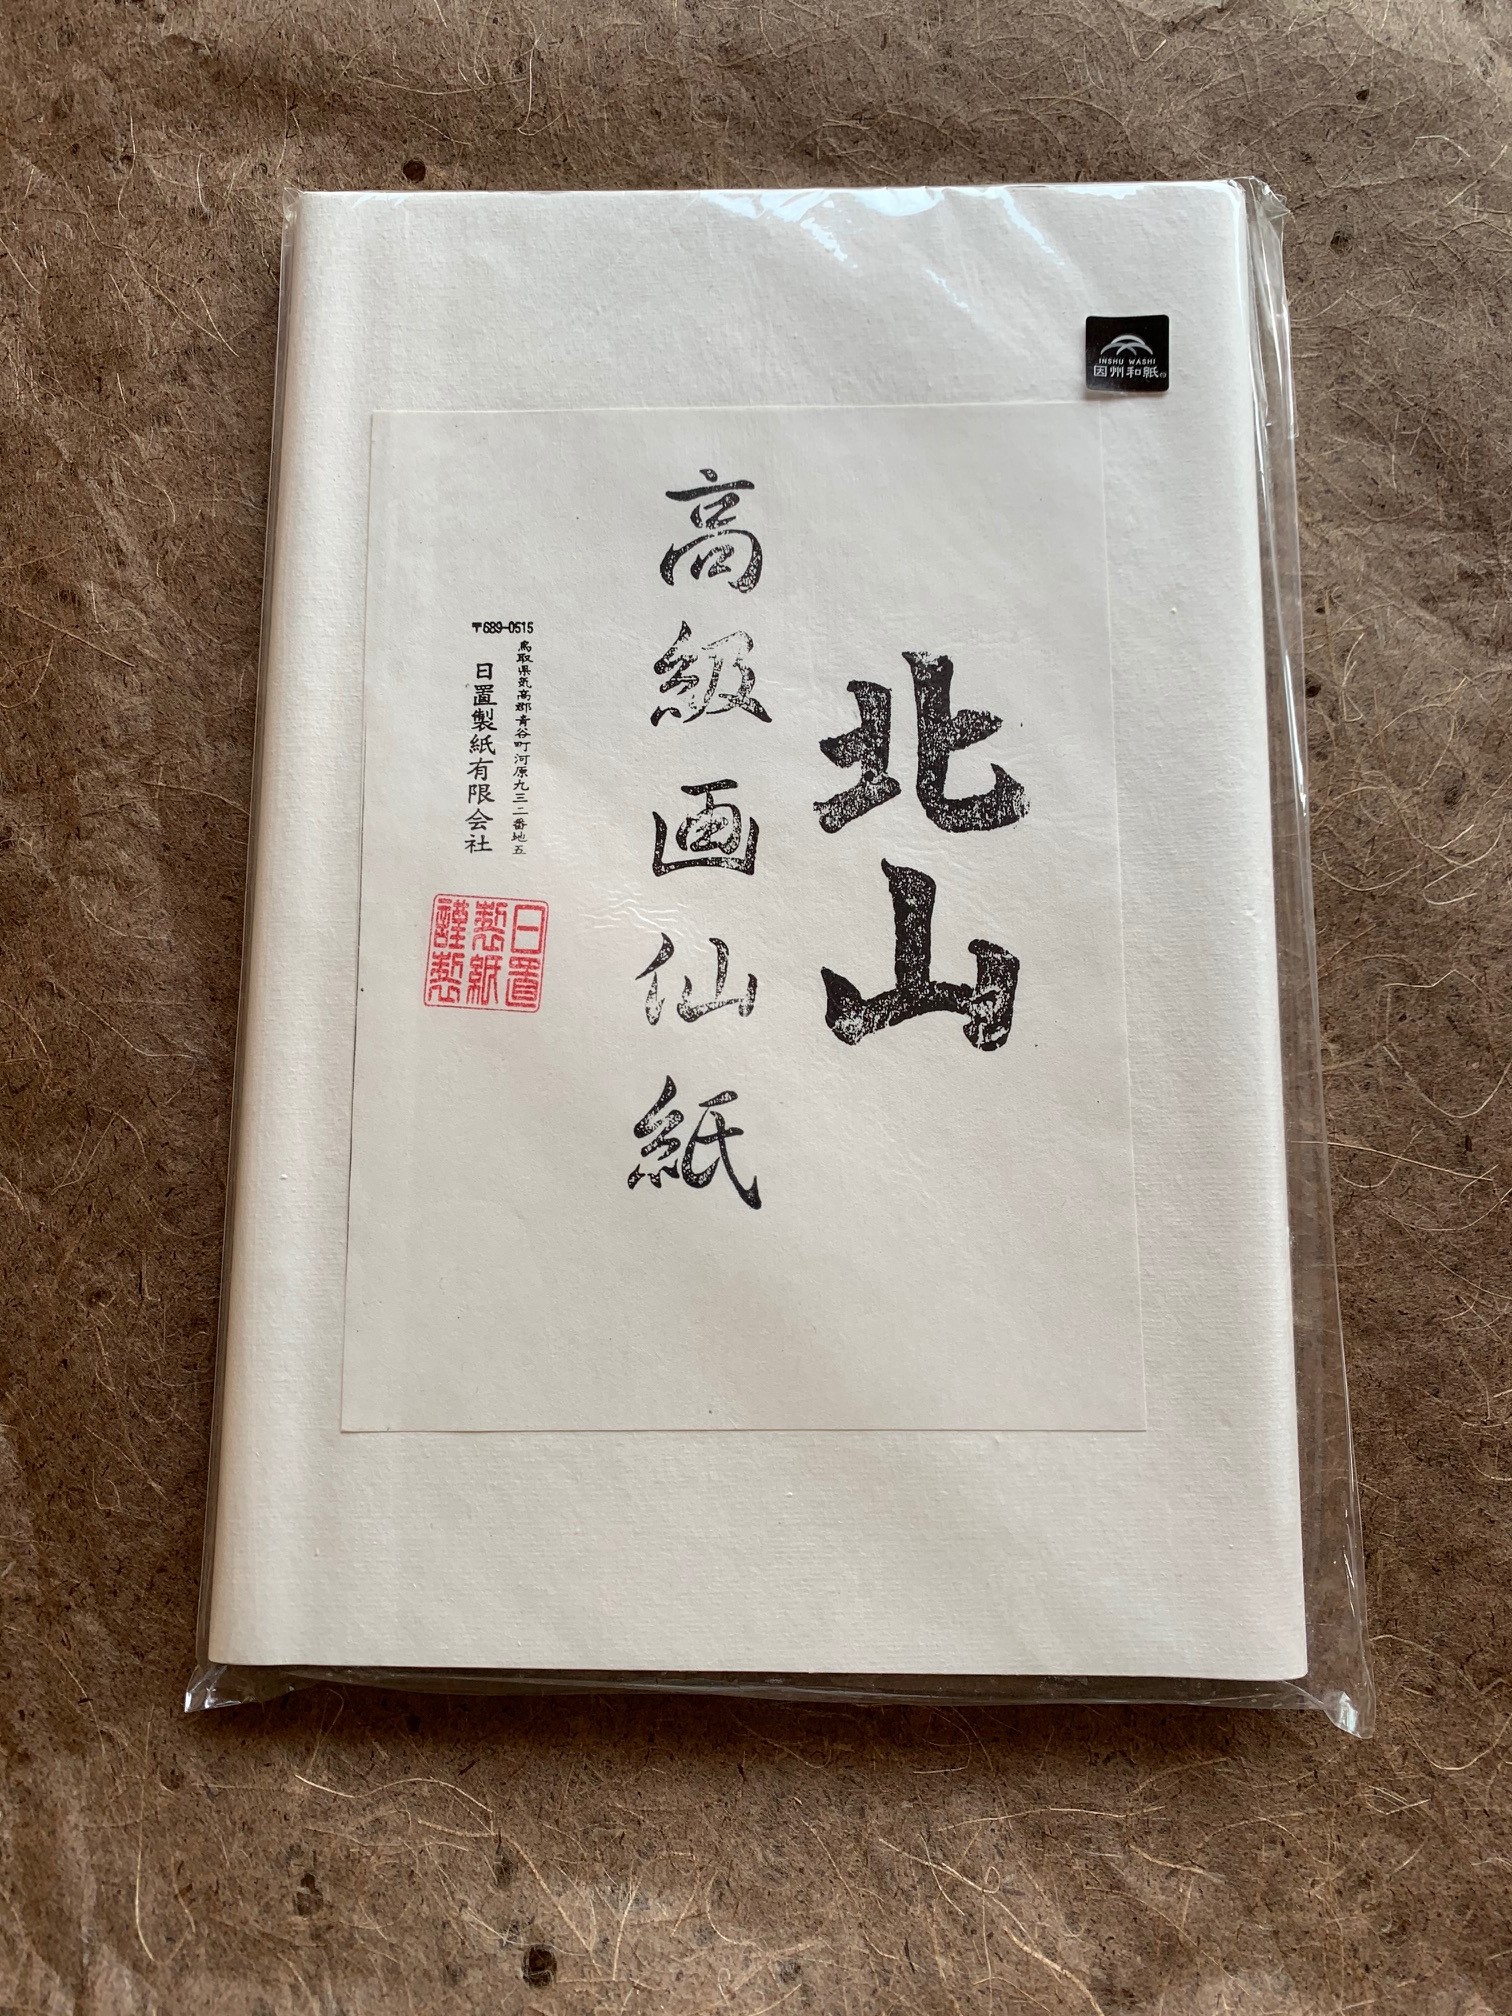 INSHU WASHI
因州和紙
北山
高級画仙紙
〒689-0515
鳥取県気高郡青谷町河原九三二番地五
日置製紙有限会社
日置
製紙
謹製